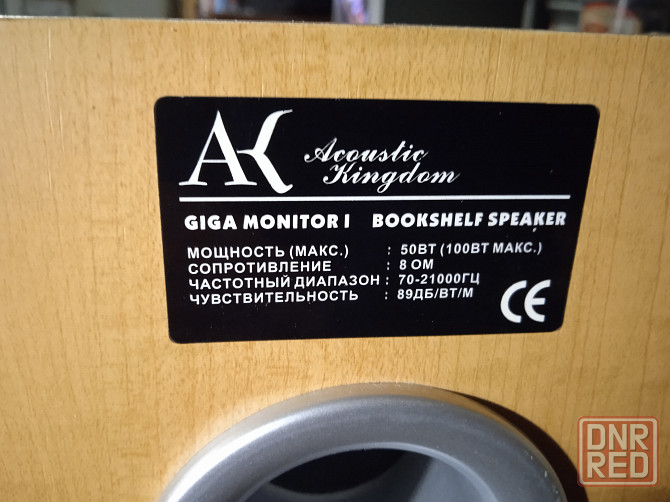 AK
Acoustic
Kingdom
GIGA MONITOR I BOOKSHELF SPEAKER
МОЩНОСТЬ (МАКС.) : 50ВТ (100ВТ МАКС.)
СОПРОТИВЛЕНИЕ : 8 ОМ
ЧАСТОТНЫЙ ДИАПАЗОН : 70-21000ГЦ
ЧУВСТВИТЕЛЬНОСТЬ : 89ДБ/ВТ/М
CE
DNR
RED